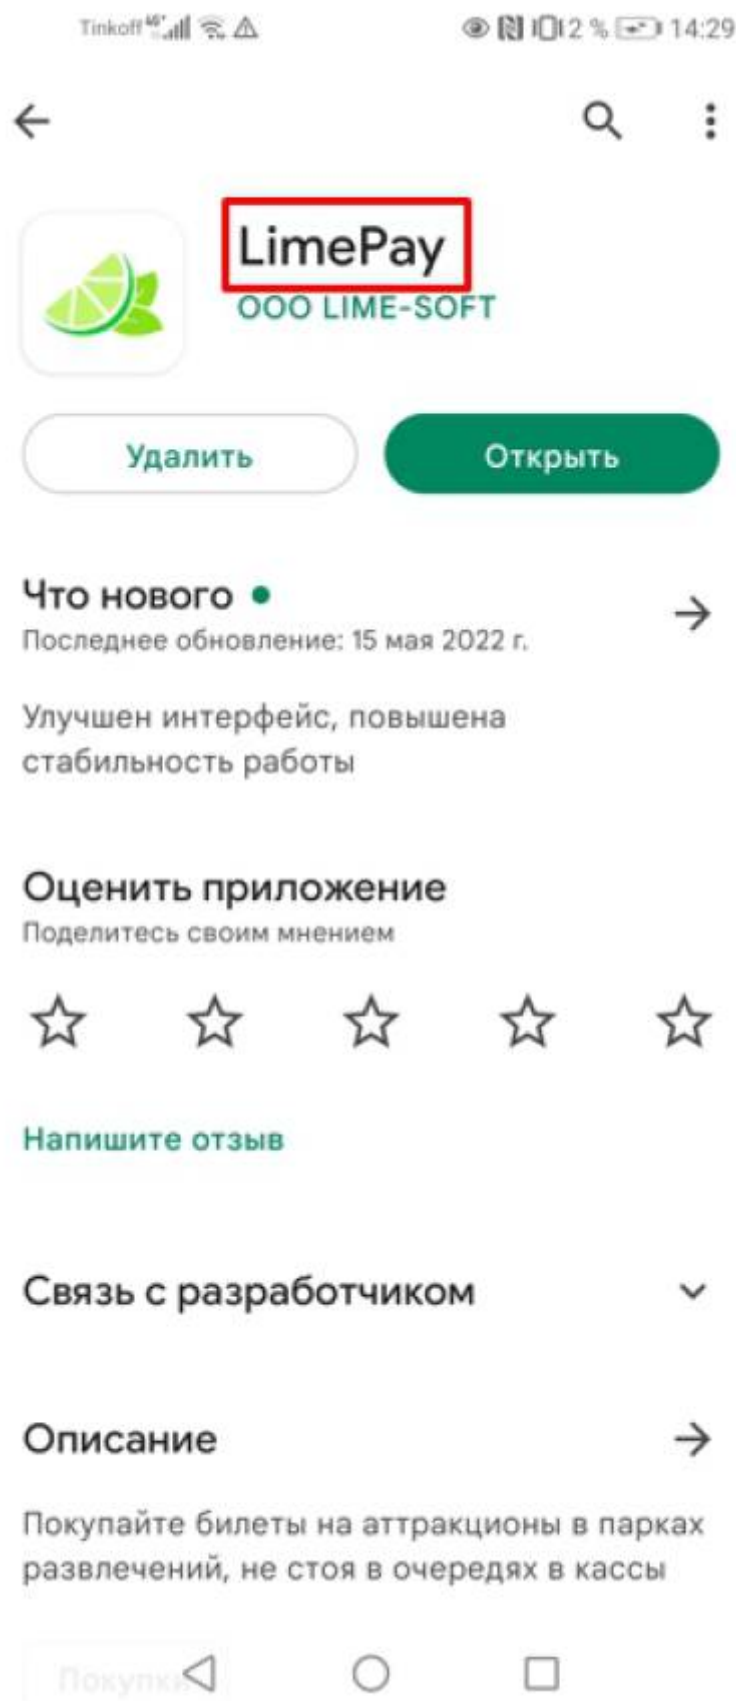 Tinkoff 4G 2 % 14:29
LimePay
ООО LIME-SOFT
Удалить
Открыть
Что нового
Последнее обновление: 15 мая 2022 г.
Улучшен интерфейс, повышена
стабильность работы
Оценить приложение
Поделитесь своим мнением
Напишите отзыв
Связь с разработчиком
Описание
Покупайте билеты на аттракционы в парках
развлечений, не стоя в очередях в кассы
Покупки